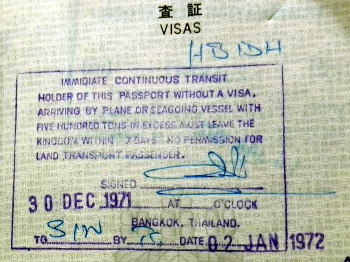 査証
VISAS
IMMIDIATE CONTINUOUS TRANSIT
HOLDER OF THIS PASSPORT WITHOUT A VISA,
ARRIVING BY PLANE OR SEAGOING VESSEL WITH
FIVE HUNDRED TONS IN EXCESS MUST LEAVE THE
KINGDOM WITHIN 7 DAYS NO PERMISSION FOR
LAND TRANSPORT PASSENGER.
SIGNED
30 DEC 1971 AT O'CLOCK
BANGKOK, THAILAND.
TO SIN BY DATE 02 JAN 1972